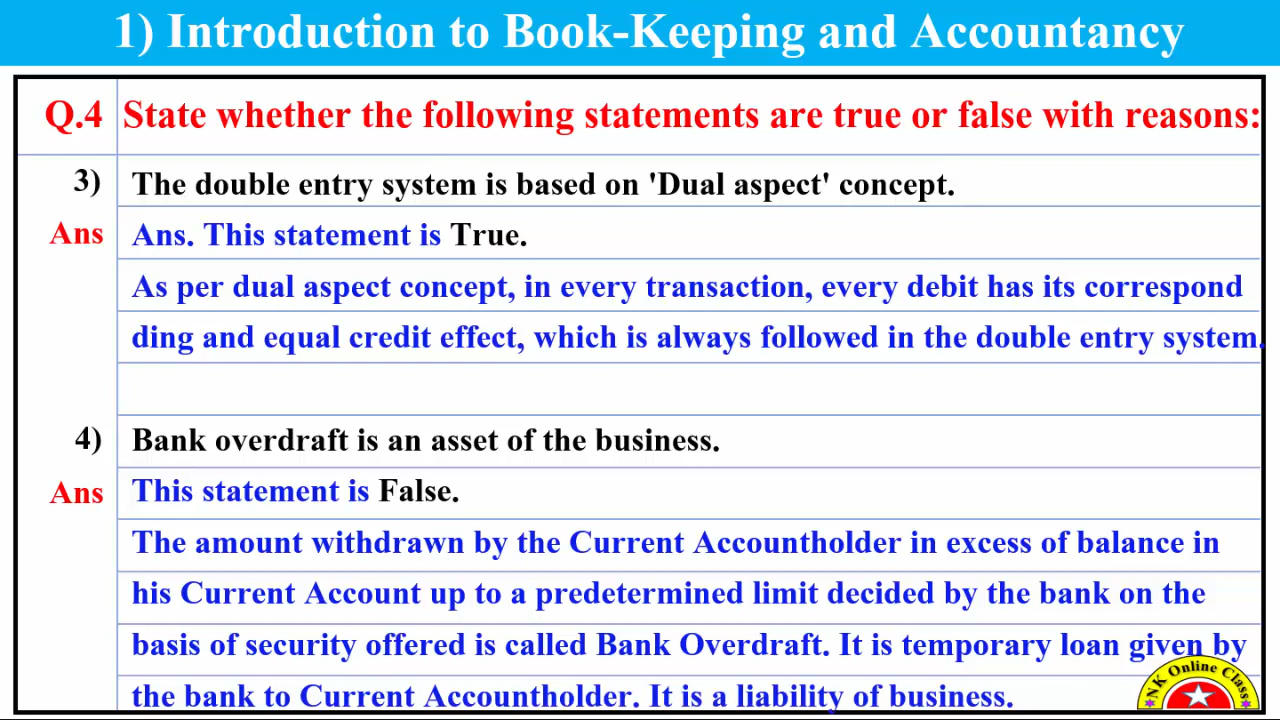 1) Introduction to Book-Keeping and Accountancy
Q.4 State whether the following statements are true or false with reasons:
3) The double entry system is based on 'Dual aspect' concept.
Ans Ans. This statement is True.
As per dual aspect concept, in every transaction, every debit has its correspond
ding and equal credit effect, which is always followed in the double entry system.
4) Bank overdraft is an asset of the business.
Ans This statement is False.
The amount withdrawn by the Current Accountholder in excess of balance in
his Current Account up to a predetermined limit decided by the bank on the
basis of security offered is called Bank Overdraft. It is temporary loan given by
the bank to Current Accountholder. It is a liability of business.
NK Online Class